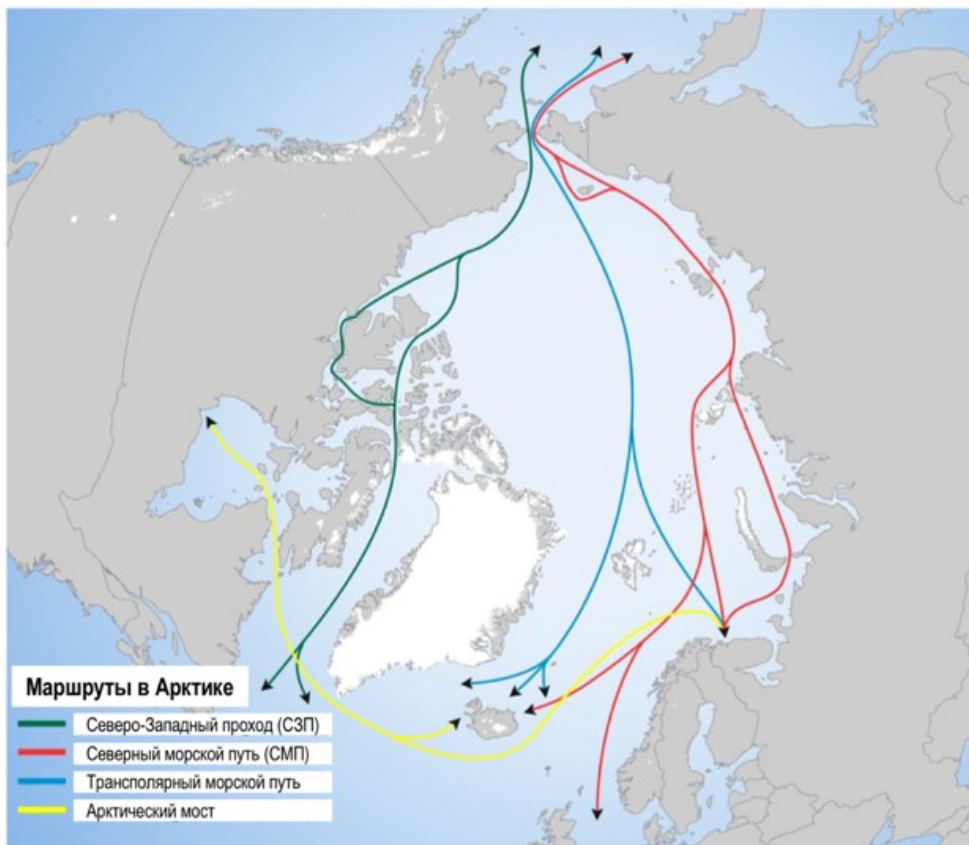 Маршруты в Арктике
Северо-Западный проход (СЗП)
Северный морской путь (СМП)
Трансполярный морской путь
Арктический мост